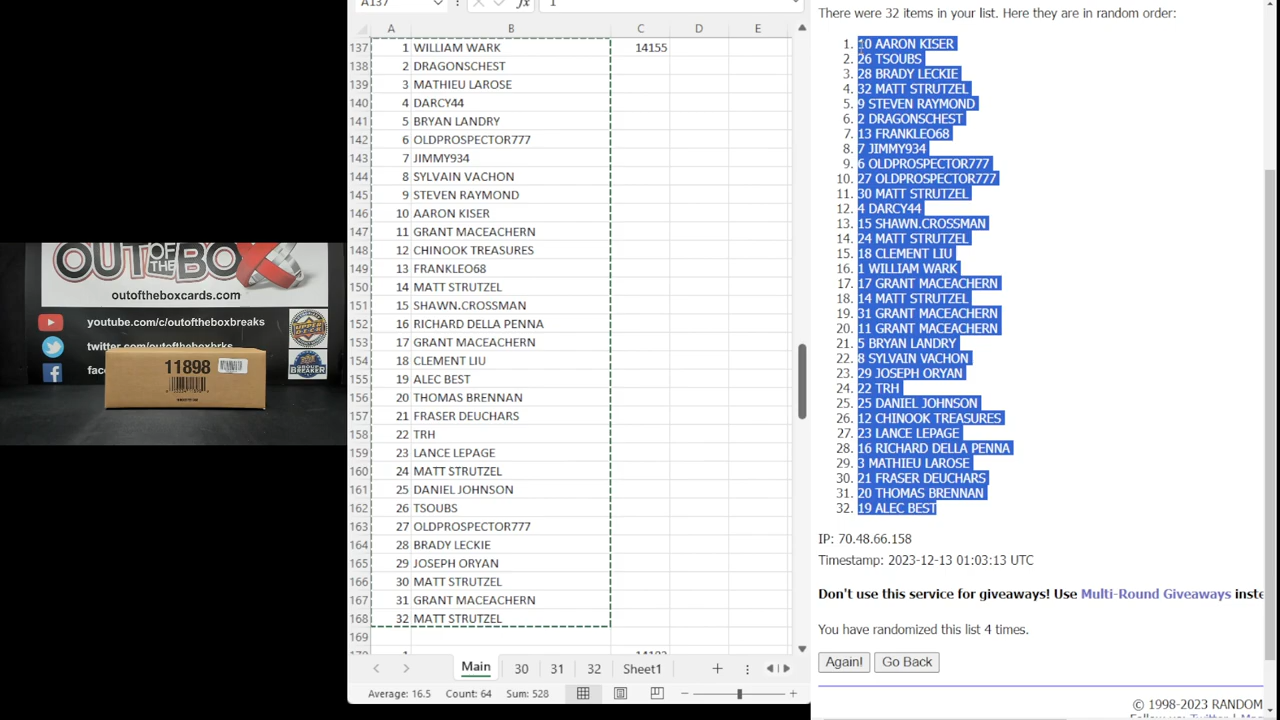 OUT OF THE BOX
outoftheboxcards.com
youtube.com/c/outoftheboxbreaks
twitter.com/outoftheboxbrks
fac
UPPER DECK
GROUP BREAKER
11898
A137
fx
1
A B C D E
137 1 WILLIAM WARK 14155
138 2 DRAGONSCHEST
139 3 MATHIEU LAROSE
140 4 DARCY44
141 5 BRYAN LANDRY
142 6 OLDPROSPECTOR777
143 7 JIMMY934
144 8 SYLVAIN VACHON
145 9 STEVEN RAYMOND
146 10 AARON KISER
147 11 GRANT MACEACHERN
148 12 CHINOOK TREASURES
149 13 FRANKLEO68
150 14 MATT STRUTZEL
151 15 SHAWN.CROSSMAN
152 16 RICHARD DELLA PENNA
153 17 GRANT MACEACHERN
154 18 CLEMENT LIU
155 19 ALEC BEST
156 20 THOMAS BRENNAN
157 21 FRASER DEUCHARS
158 22 TRH
159 23 LANCE LEPAGE
160 24 MATT STRUTZEL
161 25 DANIEL JOHNSON
162 26 TSOUBS
163 27 OLDPROSPECTOR777
164 28 BRADY LECKIE
165 29 JOSEPH ORYAN
166 30 MATT STRUTZEL
167 31 GRANT MACEACHERN
168 32 MATT STRUTZEL
169
Main 30 31 32 Sheet1
Average: 16.5 Count: 64 Sum: 528
There were 32 items in your list. Here they are in random order:
1. 10 AARON KISER
2. 26 TSOUBS
3. 28 BRADY LECKIE
4. 32 MATT STRUTZEL
5. 9 STEVEN RAYMOND
6. 2 DRAGONSCHEST
7. 13 FRANKLEO68
8. 7 JIMMY934
9. 6 OLDPROSPECTOR777
10. 27 OLDPROSPECTOR777
11. 30 MATT STRUTZEL
12. 4 DARCY44
13. 15 SHAWN.CROSSMAN
14. 24 MATT STRUTZEL
15. 18 CLEMENT LIU
16. 1 WILLIAM WARK
17. 17 GRANT MACEACHERN
18. 14 MATT STRUTZEL
19. 31 GRANT MACEACHERN
20. 11 GRANT MACEACHERN
21. 5 BRYAN LANDRY
22. 8 SYLVAIN VACHON
23. 29 JOSEPH ORYAN
24. 22 TRH
25. 25 DANIEL JOHNSON
26. 12 CHINOOK TREASURES
27. 23 LANCE LEPAGE
28. 16 RICHARD DELLA PENNA
29. 3 MATHIEU LAROSE
30. 21 FRASER DEUCHARS
31. 20 THOMAS BRENNAN
32. 19 ALEC BEST
IP: 70.48.66.158
Timestamp: 2023-12-13 01:03:13 UTC
Don't use this service for giveaways! Use Multi-Round Giveaways inste
You have randomized this list 4 times.
Again! Go Back
© 1998-2023 RANDOM